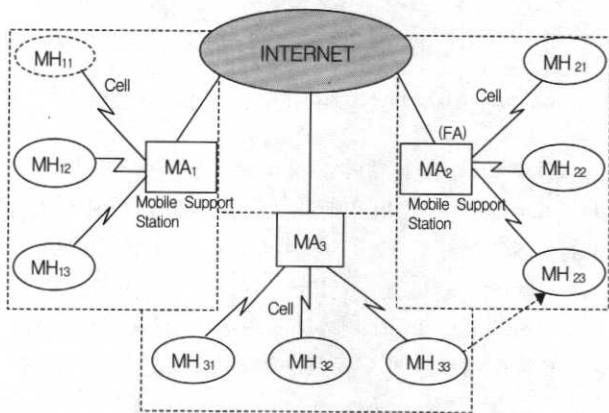 INTERNET
MH11
Cell
MH12
MA1
Mobile Support
Station
MH13
MH21
Cell
(FA)
MA2
MH22
Mobile Support
Station
MH23
MA3
Cell
MH31
MH32
MH33